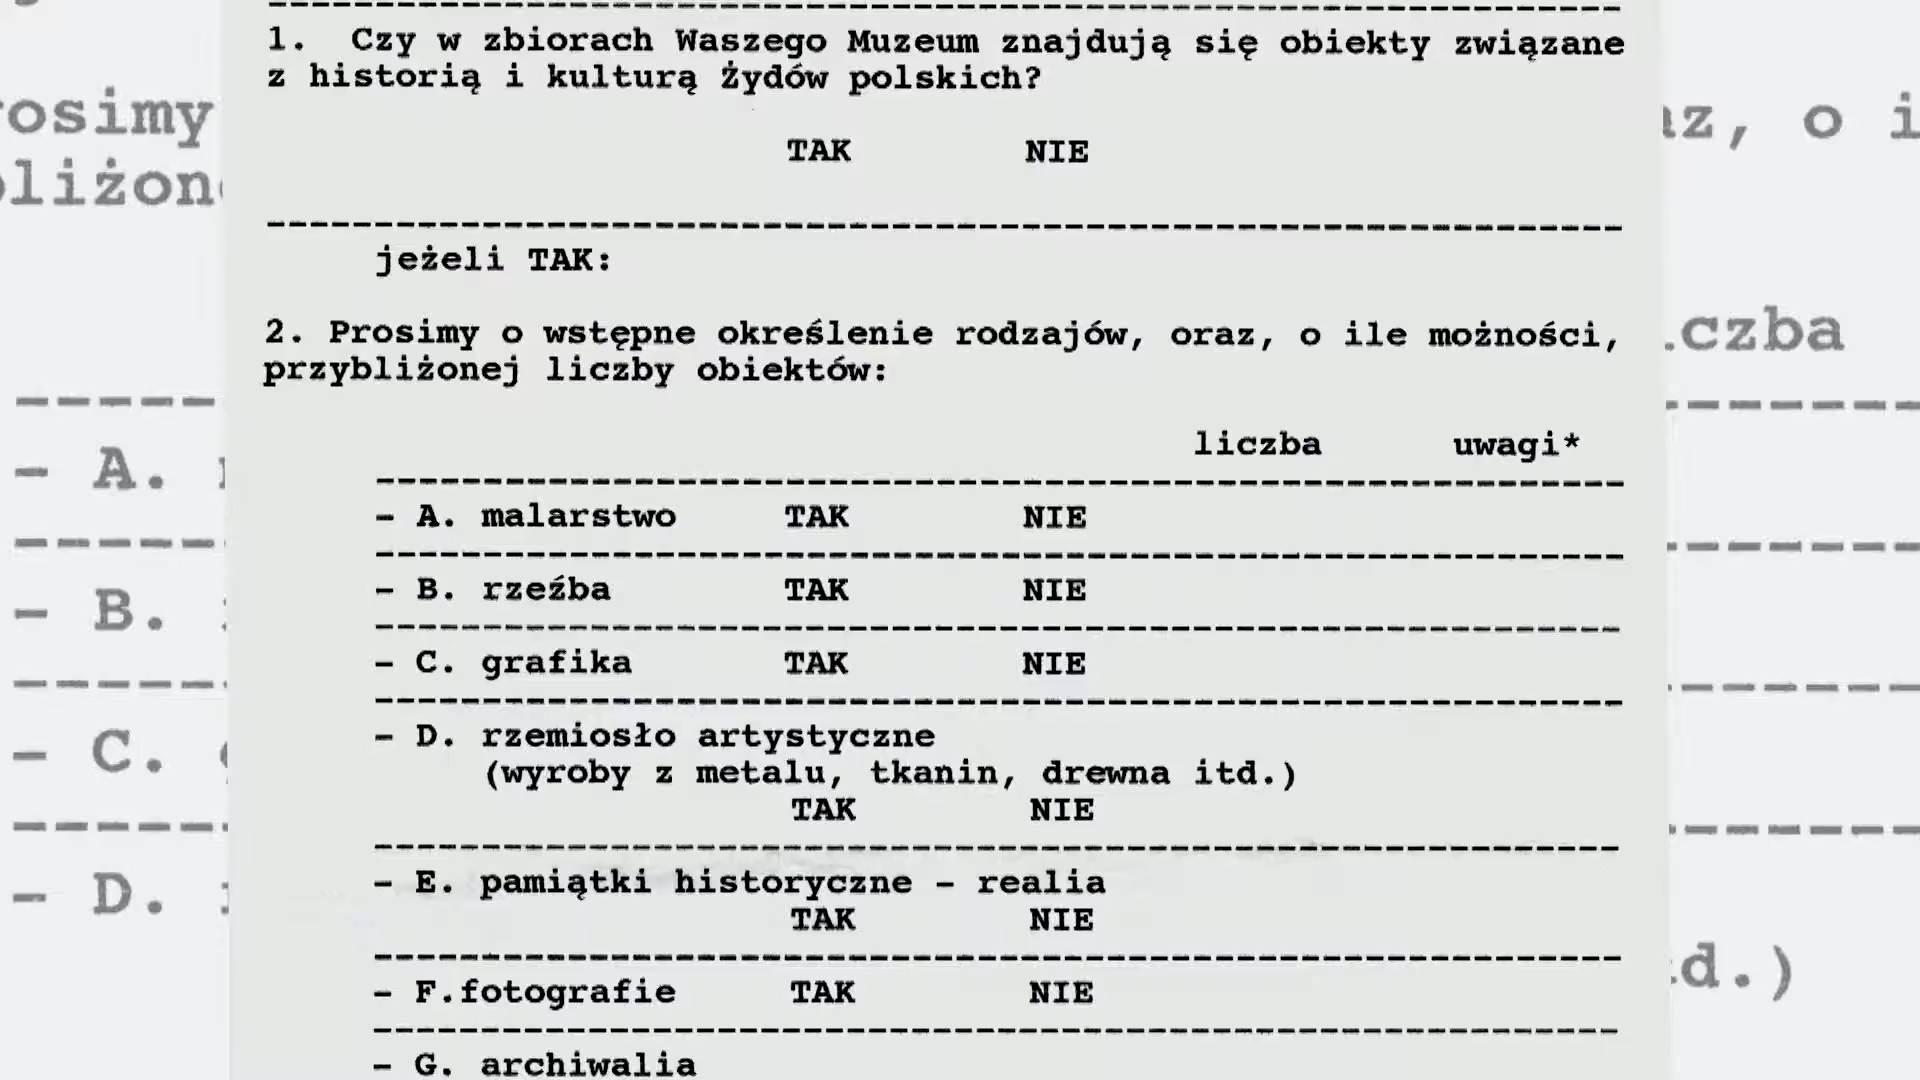 1. Czy w zbiorach Waszego Muzeum znajdują się obiekty związane
z historią i kulturą Żydów polskich?
TAK NIE
jeżeli TAK:
2. Prosimy o wstępne określenie rodzajów, oraz, o ile możności,
przybliżonej liczby obiektów:
liczba uwagi*
- A. malarstwo TAK NIE
- B. rzeźba TAK NIE
- C. grafika TAK NIE
- D. rzemiosło artystyczne
(wyroby z metalu, tkanin, drewna itd.)
TAK NIE
- E. pamiątki historyczne - realia
TAK NIE
- F.fotografie TAK NIE
- G. archiwalia